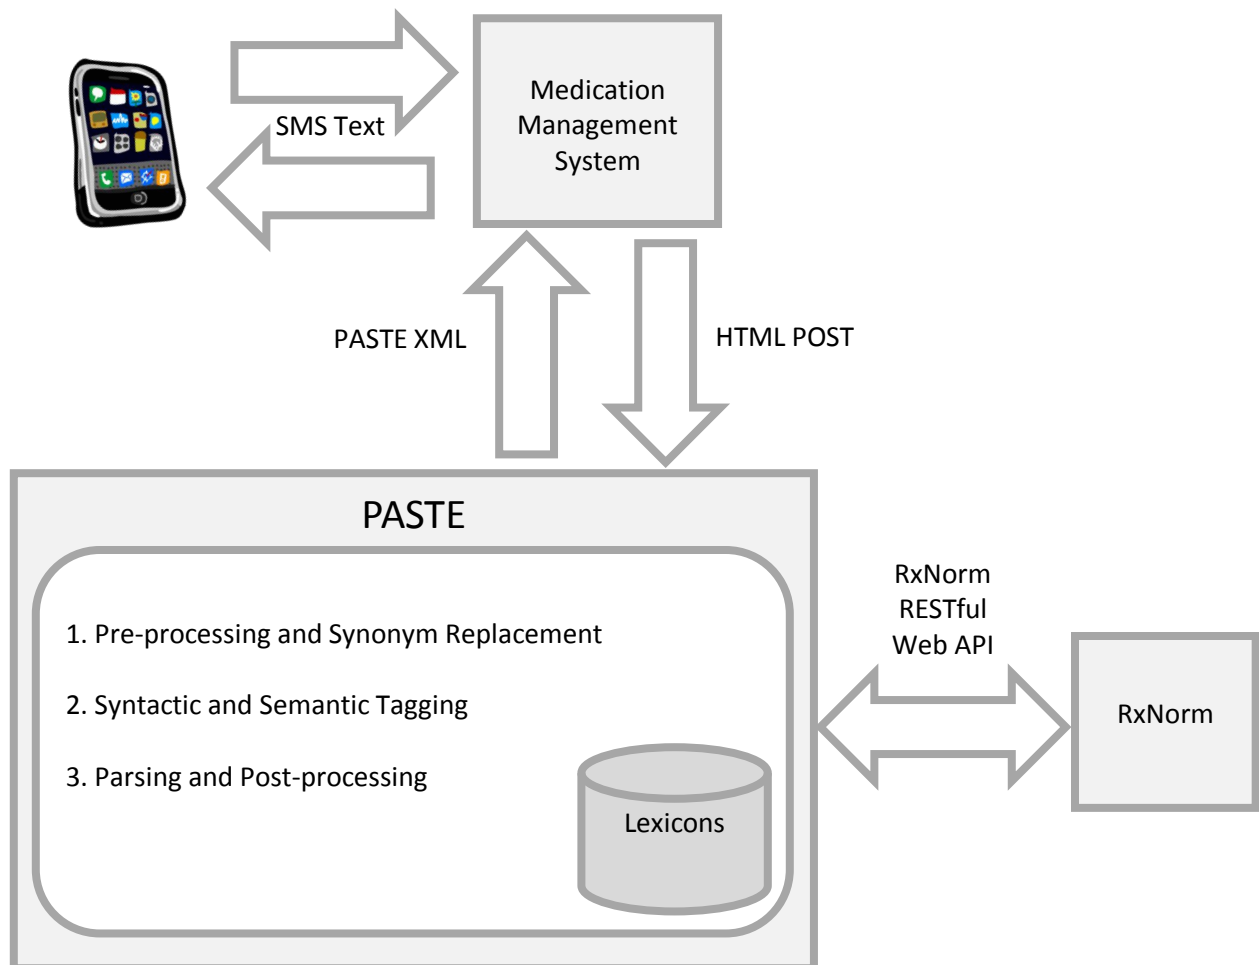 Medication
Management
System
SMS Text
PASTE XML
HTML POST
PASTE
1. Pre-processing and Synonym Replacement
2. Syntactic and Semantic Tagging
3. Parsing and Post-processing
Lexicons
RxNorm
RESTful
Web API
RxNorm